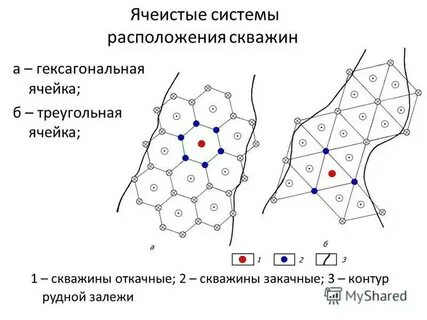 Ячеистые системы
расположения скважин
а – гексагональная
ячейка;
б – треугольная
ячейка;
а
б
1
2
3
1 – скважины откачные; 2 – скважины закачные; 3 – контур
рудной залежи
MyShared